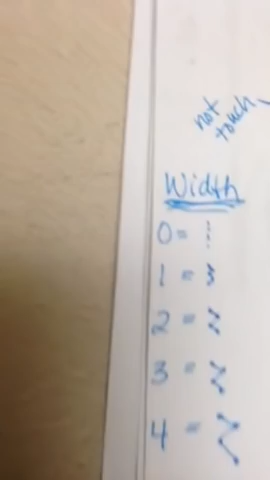 not
touch
Width
0 =
1 =
2 =
3 =
4 =